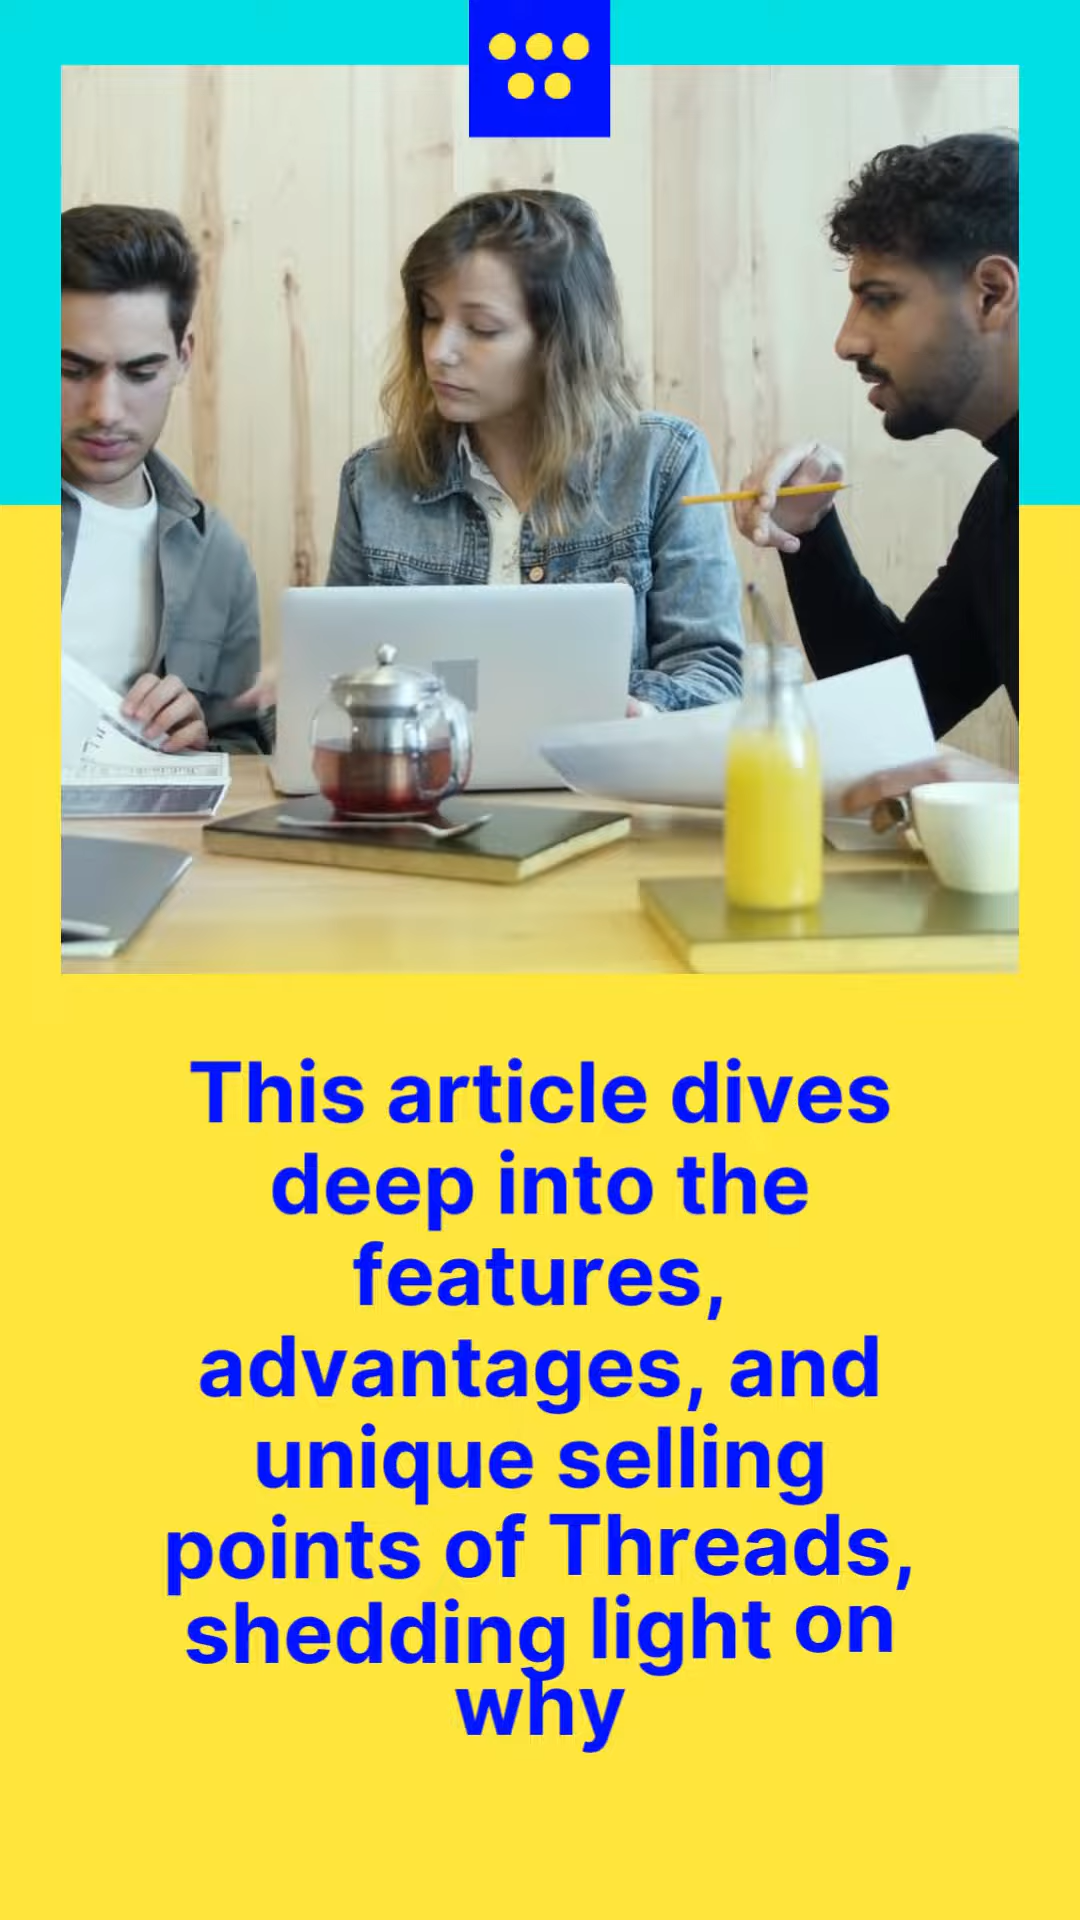 This article dives
deep into the
features,
advantages, and
unique selling
points of Threads,
shedding light on
why